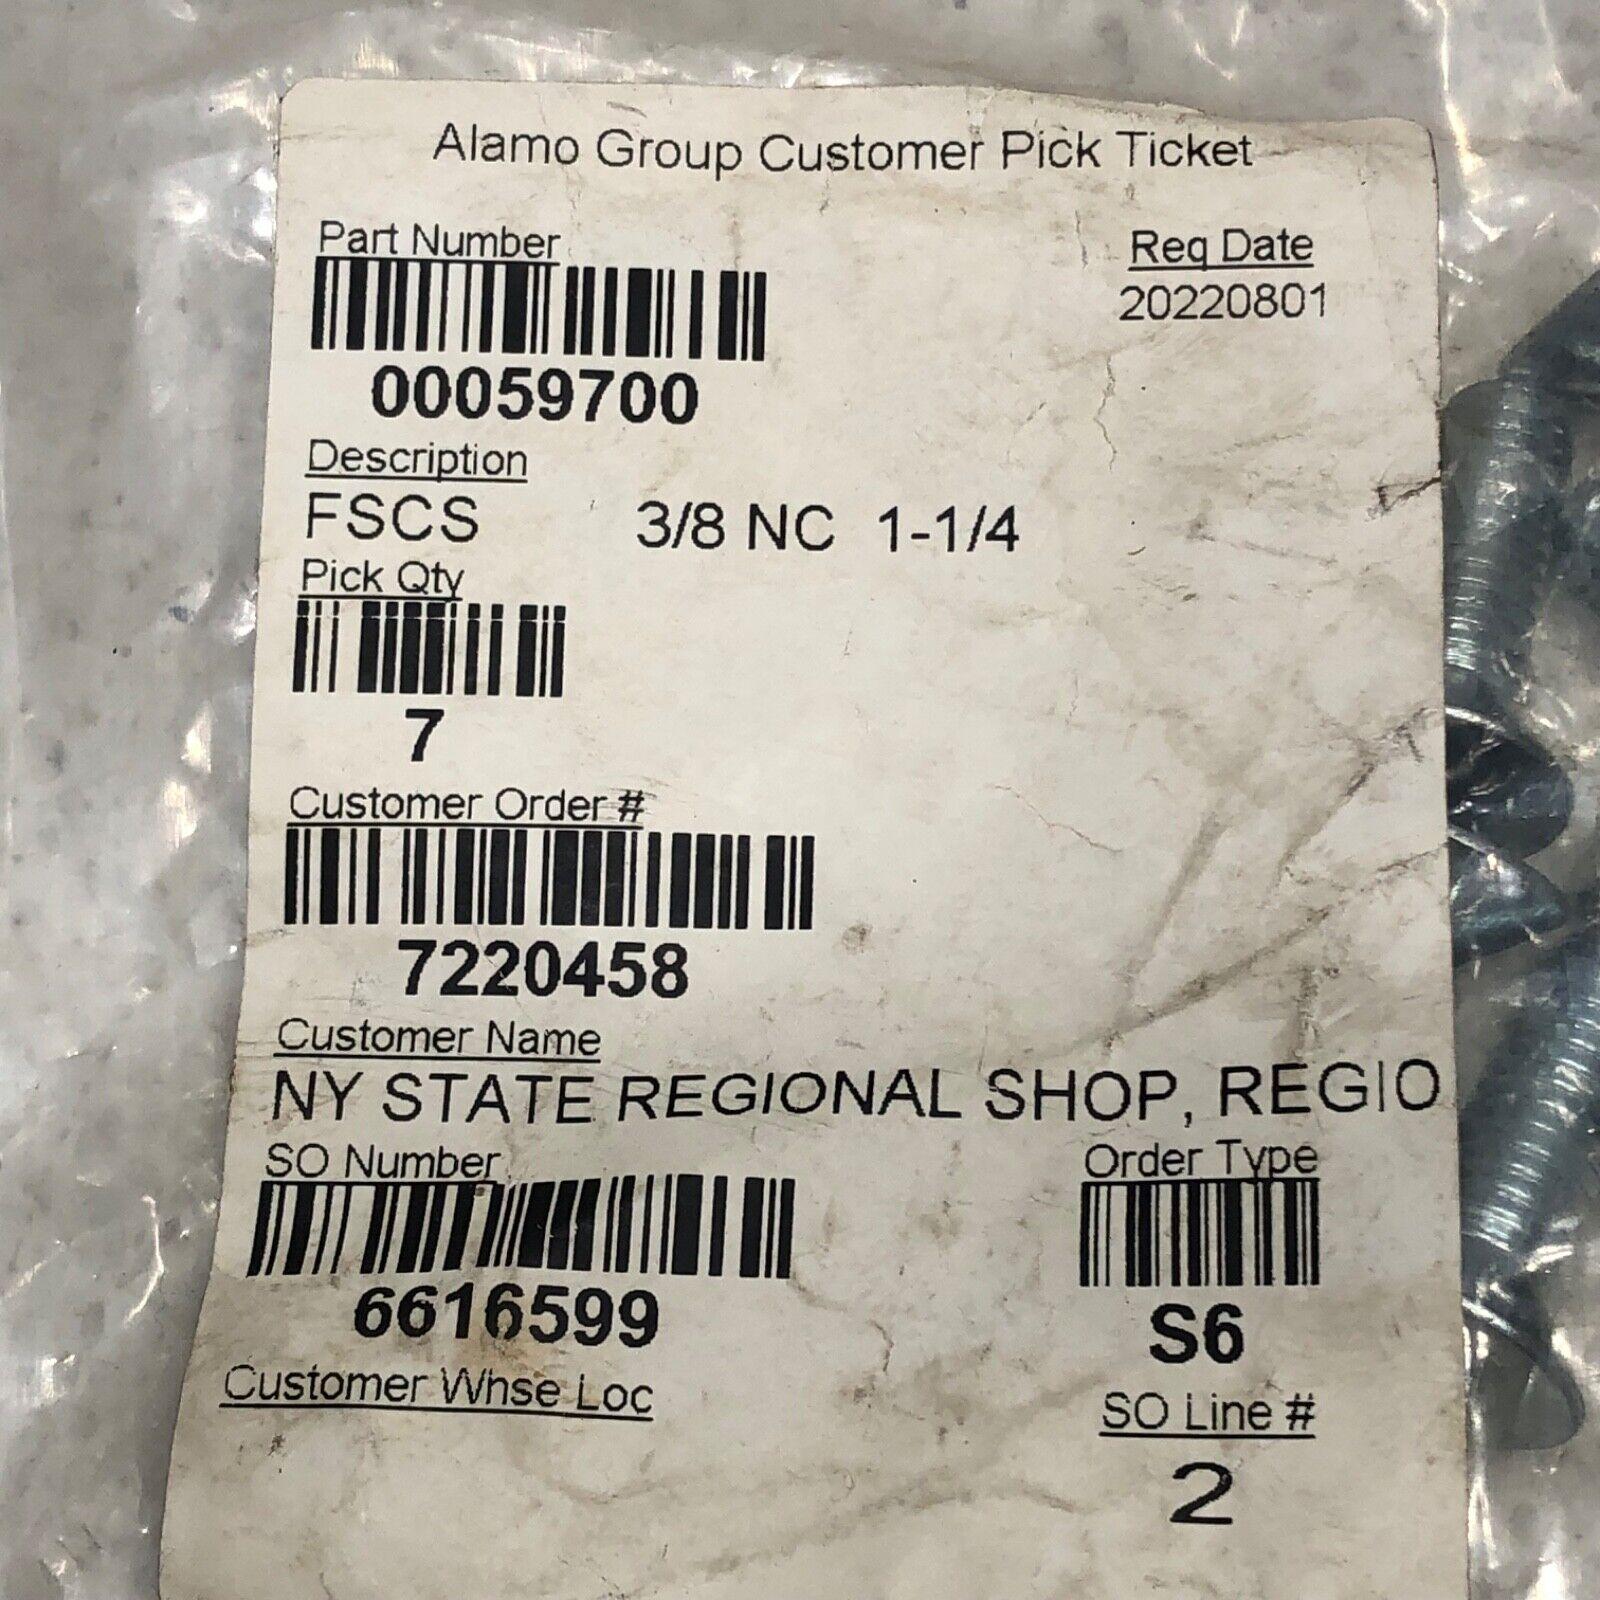 Alamo Group Customer Pick Ticket
Part Number
Req Date
20220801
00059700
Description
FSCS 3/8 NC 1-1/4
Pick Qty
7
Customer Order #
7220458
Customer Name
NY STATE REGIONAL SHOP, REGIO
SO Number
Order Type
6616599
S6
Customer Whse Loc
SO Line #
2